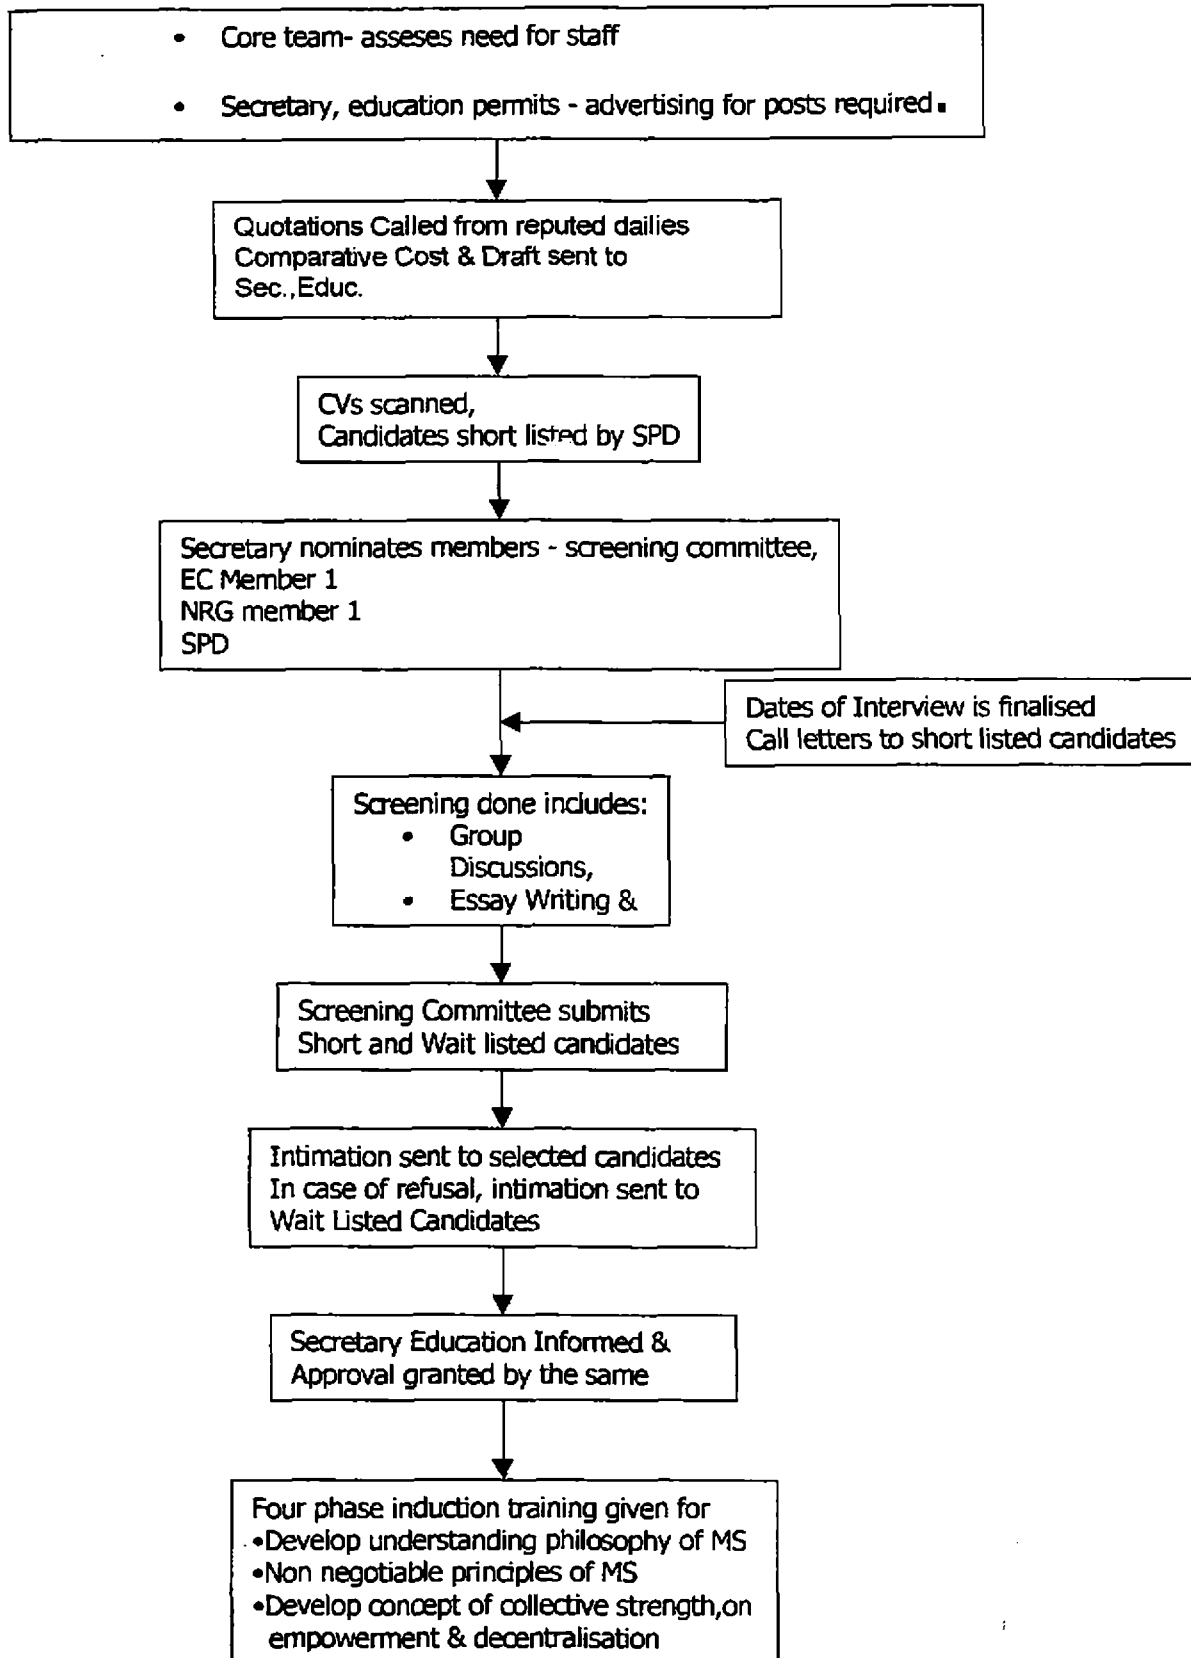 • Core team- asseses need for staff
• Secretary, education permits - advertising for posts required.
Quotations Called from reputed dailies
Comparative Cost & Draft sent to
Sec.,Educ.
CVs scanned,
Candidates short listed by SPD
Secretary nominates members - screening committee,
EC Member 1
NRG member 1
SPD
Dates of Interview is finalised
Call letters to short listed candidates
Screening done includes:
• Group
Discussions,
• Essay Writing &
Screening Committee submits
Short and Wait listed candidates
Intimation sent to selected candidates
In case of refusal, intimation sent to
Wait Listed Candidates
Secretary Education Informed &
Approval granted by the same
Four phase induction training given for
•Develop understanding philosophy of MS
•Non negotiable principles of MS
•Develop concept of collective strength,on
empowerment & decentralisation